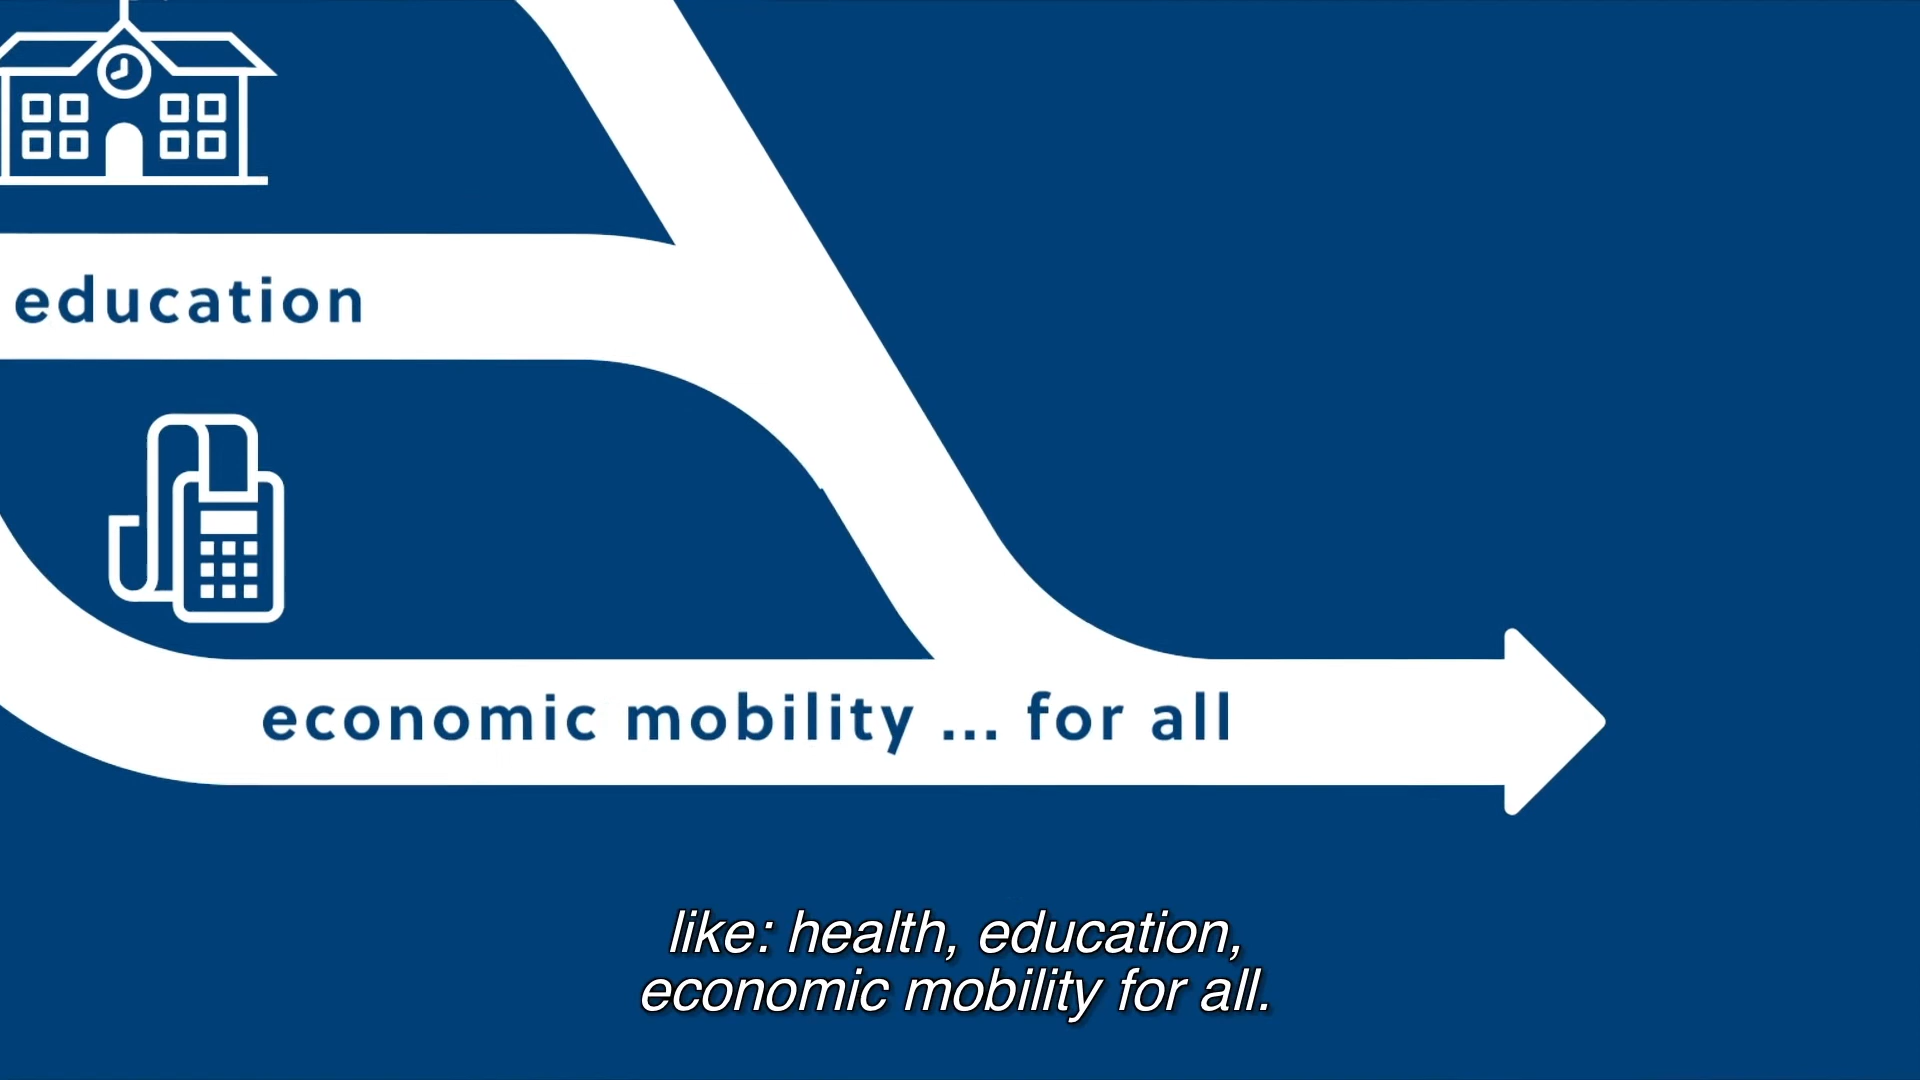 education
economic mobility ... for all
like: health, education,
economic mobility for all.